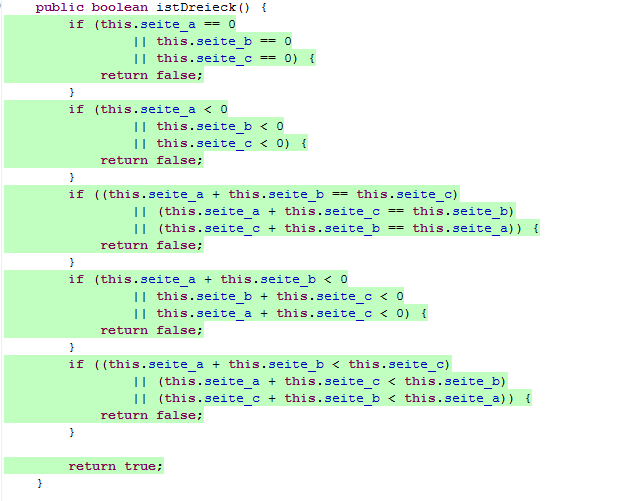 public boolean istDreieck() {
if (this.seite_a == 0
|| this.seite_b == 0
|| this.seite_c == 0) {
return false;
}
if (this.seite_a < 0
|| this.seite_b < 0
|| this.seite_c < 0) {
return false;
}
if ((this.seite_a + this.seite_b == this.seite_c)
|| (this.seite_a + this.seite_c == this.seite_b)
|| (this.seite_c + this.seite_b == this.seite_a)) {
return false;
}
if (this.seite_a + this.seite_b < 0
|| this.seite_b + this.seite_c < 0
|| this.seite_a + this.seite_c < 0) {
return false;
}
if ((this.seite_a + this.seite_b < this.seite_c)
|| (this.seite_a + this.seite_c < this.seite_b)
|| (this.seite_c + this.seite_b < this.seite_a)) {
return false;
}
return true;
}